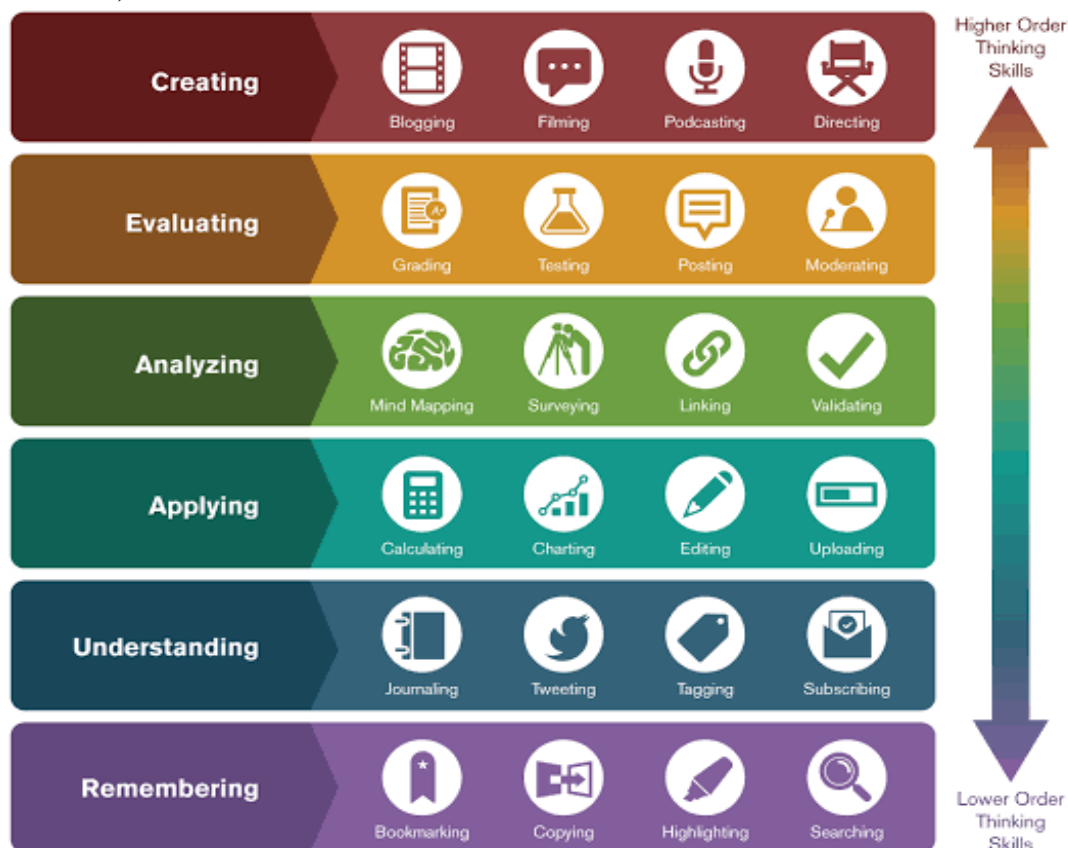 Higher Order
Thinking
Skills
Creating
Blogging Filming Podcasting Directing
Evaluating
A+
Grading Testing Posting Moderating
Analyzing
Mind Mapping Surveying Linking Validating
Applying
Calculating Charting Editing Uploading
Understanding
Journaling Tweeting Tagging Subscribing
Remembering
Bookmarking Copying Highlighting Searching
Lower Order
Thinking
Skills